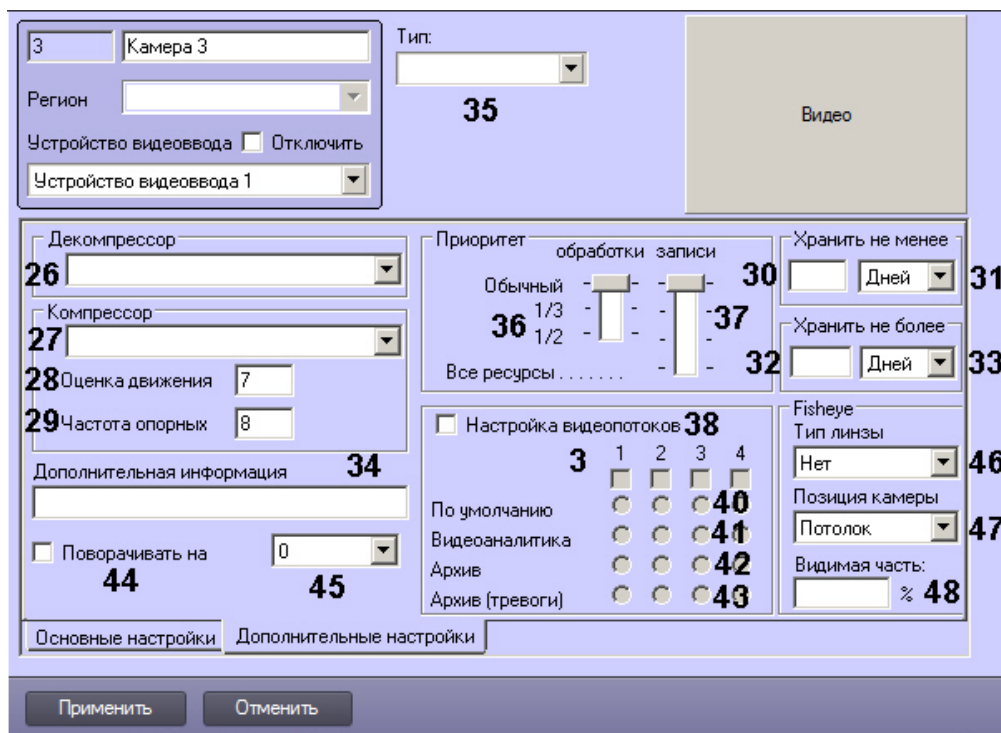 3 Камера 3
Регион
Устройство видеоввода Отключить
Устройство видеоввода 1
Тип:
35
Видео
Декомпрессор
26
Компрессор
27
28 Оценка движения 7
29 Частота опорных 8
Дополнительная информация 34
Поворачивать на 0
44 45
Приоритет
обработки записи
Обычный 30
1/3
36 37
1/2
32
Все ресурсы . . . . . . .
Настройка видеопотоков 38
3 1 2 3 4
По умолчанию 40
Видеоаналитика 41
Архив 42
Архив (тревоги) 43
Хранить не менее
Дней 31
Хранить не более
Дней 33
Fisheye
Тип линзы
Нет 46
Позиция камеры
Потолок 47
Видимая часть:
% 48
Основные настройки Дополнительные настройки
Применить Отменить